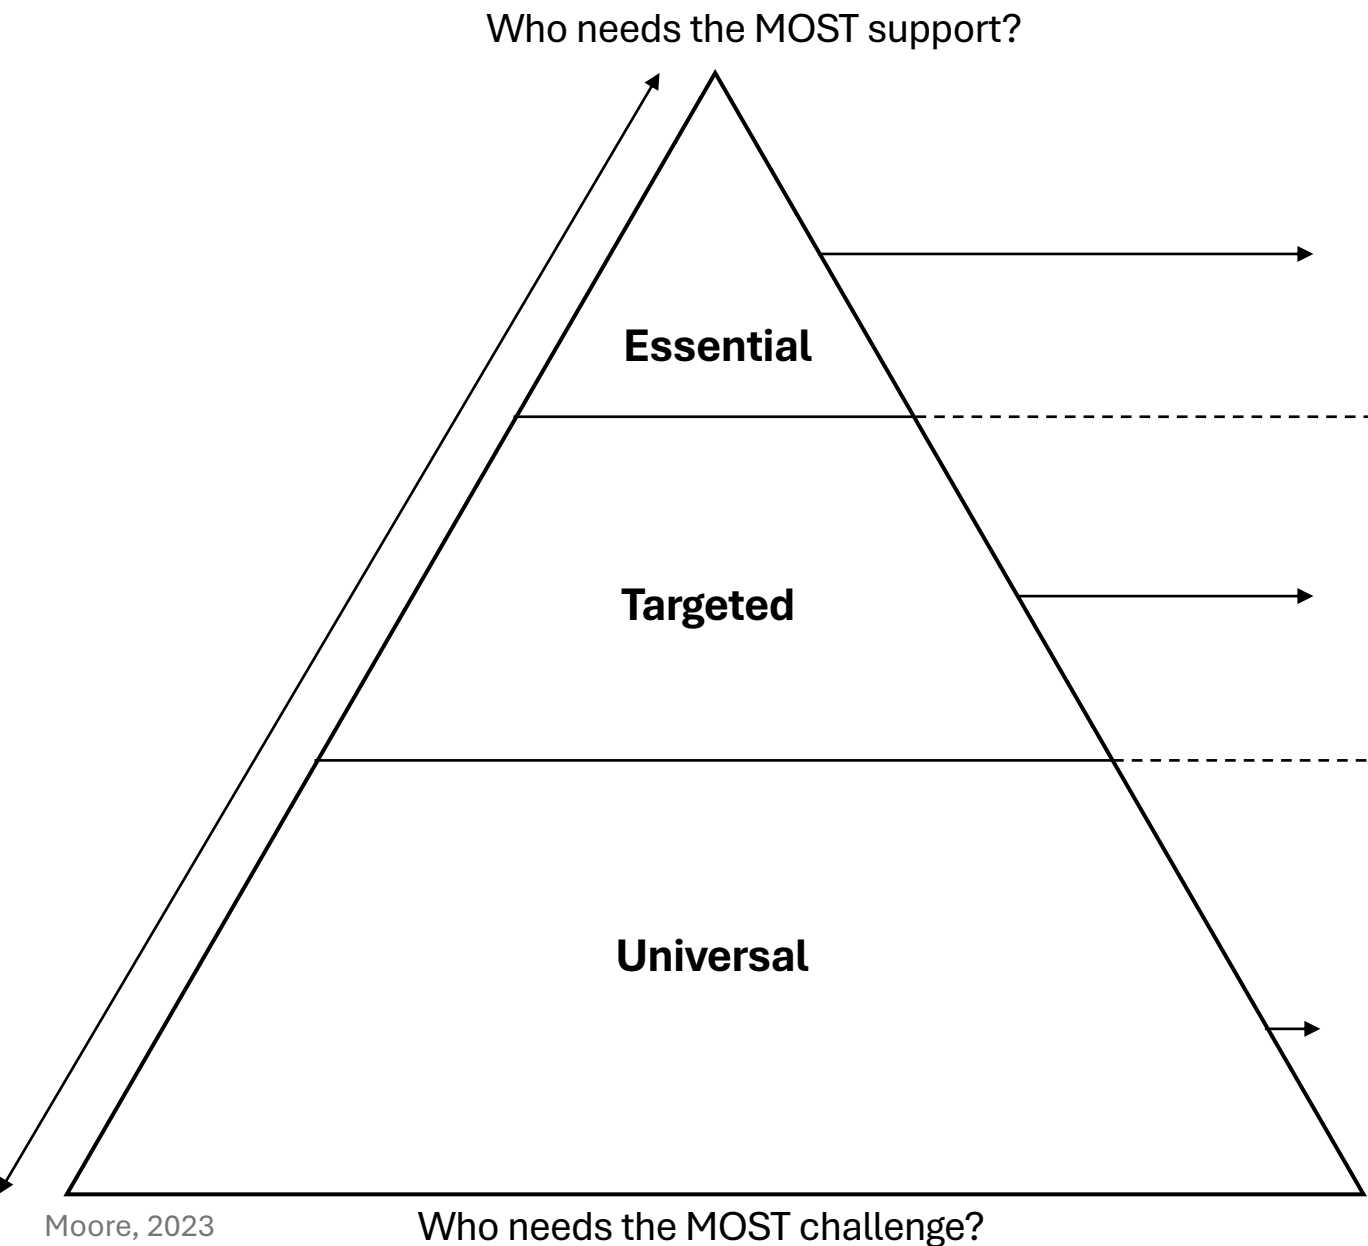 Who needs the MOST support?
Essential
Targeted
Universal
Moore, 2023
Who needs the MOST challenge?